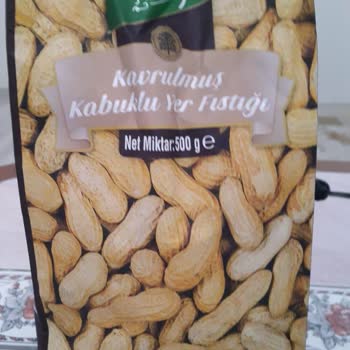 Kavrulmuş
Kabuklu Yer Fıstığı
Net Miktar:500 g ℮